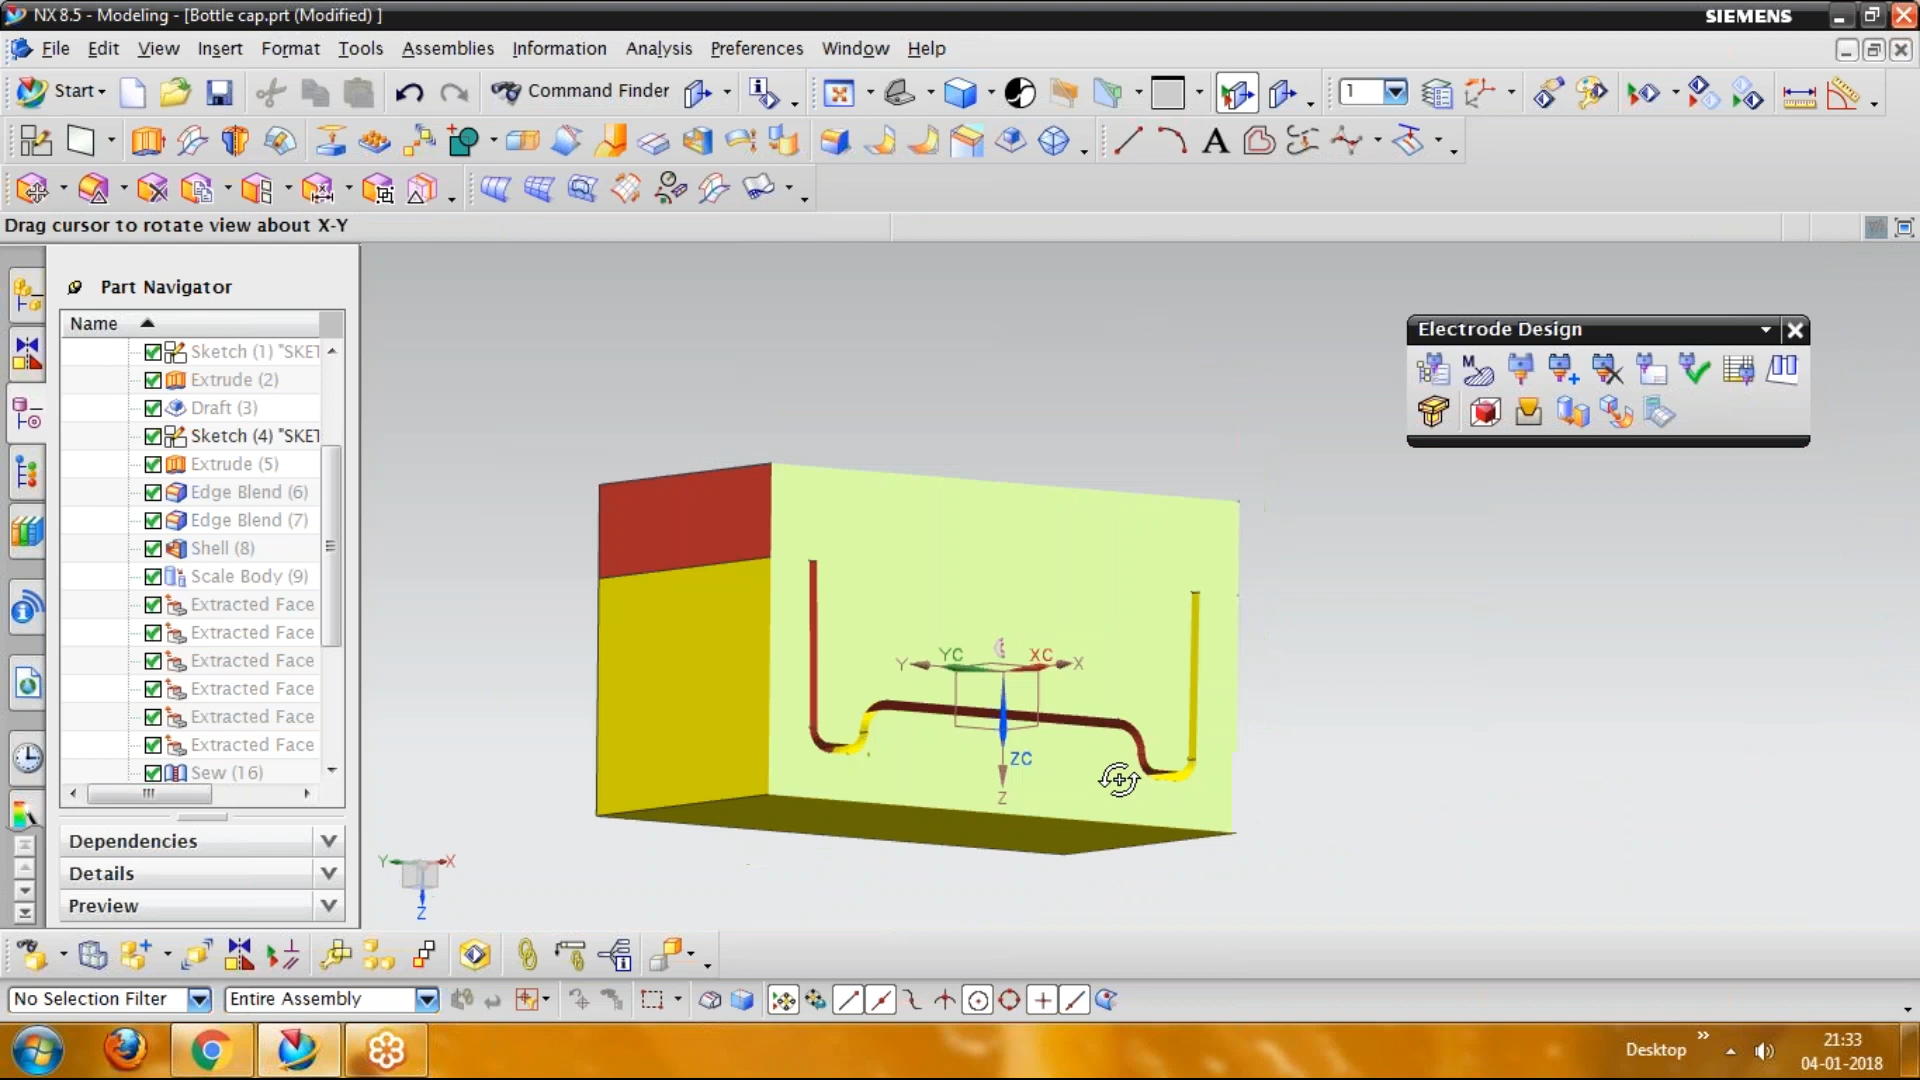 NX 8.5 - Modeling - [Bottle cap.prt (Modified) ]
SIEMENS
File Edit View Insert Format Tools Assemblies Information Analysis Preferences Window Help
Start
Command Finder
1
Drag cursor to rotate view about X-Y
Part Navigator
Name
Sketch (1) "SKET
Extrude (2)
Draft (3)
Sketch (4) "SKET
Extrude (5)
Edge Blend (6)
Edge Blend (7)
Shell (8)
Scale Body (9)
Extracted Face
Extracted Face
Extracted Face
Extracted Face
Extracted Face
Extracted Face
Sew (16)
Dependencies
Details
Preview
Electrode Design
M
YC XC
Y X
ZC
Z
Y X
Z
No Selection Filter
Entire Assembly
Desktop
21:33
04-01-2018